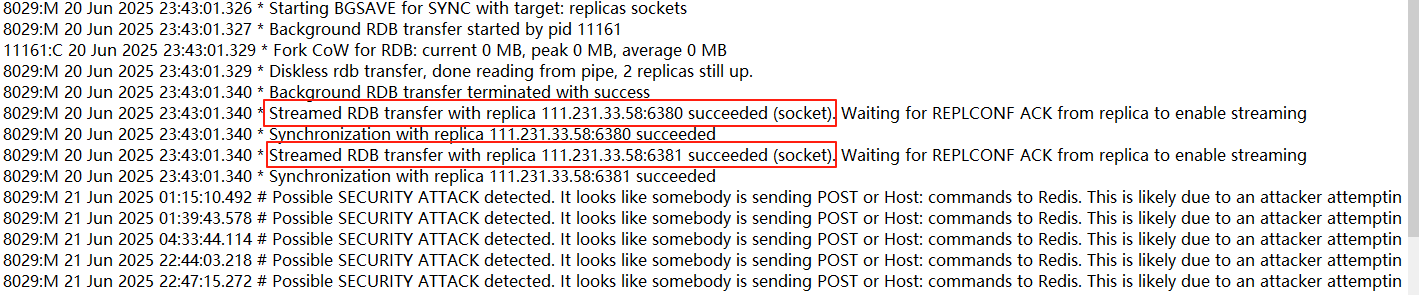 8029:M 20 Jun 2025 23:43:01.326 * Starting BGSAVE for SYNC with target: replicas sockets
8029:M 20 Jun 2025 23:43:01.327 * Background RDB transfer started by pid 11161
11161:C 20 Jun 2025 23:43:01.329 * Fork CoW for RDB: current 0 MB, peak 0 MB, average 0 MB
8029:M 20 Jun 2025 23:43:01.329 * Diskless rdb transfer, done reading from pipe, 2 replicas still up.
8029:M 20 Jun 2025 23:43:01.340 * Background RDB transfer terminated with success
8029:M 20 Jun 2025 23:43:01.340 * Streamed RDB transfer with replica 111.231.33.58:6380 succeeded (socket). Waiting for REPLCONF ACK from replica to enable streaming
8029:M 20 Jun 2025 23:43:01.340 * Synchronization with replica 111.231.33.58:6380 succeeded
8029:M 20 Jun 2025 23:43:01.340 * Streamed RDB transfer with replica 111.231.33.58:6381 succeeded (socket). Waiting for REPLCONF ACK from replica to enable streaming
8029:M 20 Jun 2025 23:43:01.340 * Synchronization with replica 111.231.33.58:6381 succeeded
8029:M 21 Jun 2025 01:15:10.492 # Possible SECURITY ATTACK detected. It looks like somebody is sending POST or Host: commands to Redis. This is likely due to an attacker attemptin
8029:M 21 Jun 2025 01:39:43.578 # Possible SECURITY ATTACK detected. It looks like somebody is sending POST or Host: commands to Redis. This is likely due to an attacker attemptin
8029:M 21 Jun 2025 04:33:44.114 # Possible SECURITY ATTACK detected. It looks like somebody is sending POST or Host: commands to Redis. This is likely due to an attacker attemptin
8029:M 21 Jun 2025 22:44:03.218 # Possible SECURITY ATTACK detected. It looks like somebody is sending POST or Host: commands to Redis. This is likely due to an attacker attemptin
8029:M 21 Jun 2025 22:47:15.272 # Possible SECURITY ATTACK detected. It looks like somebody is sending POST or Host: commands to Redis. This is likely due to an attacker attemptin